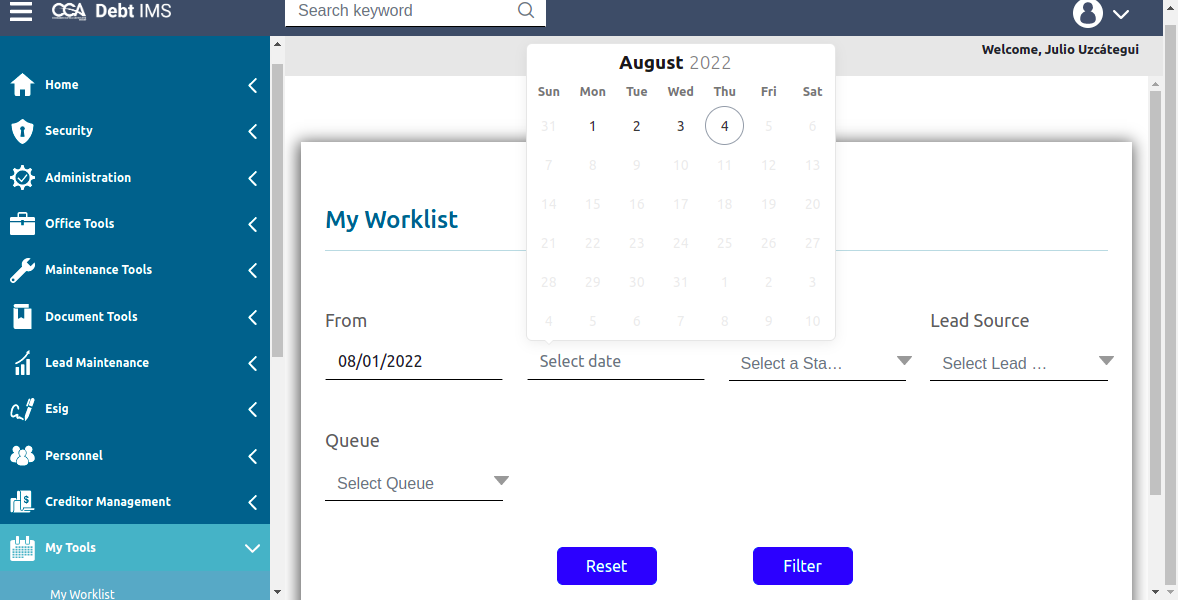 CGA Debt IMS
Search keyword
Welcome, Julio Uzcátegui
Home
Security
Administration
Office Tools
Maintenance Tools
Document Tools
Lead Maintenance
Esig
Personnel
Creditor Management
My Tools
My Worklist
My Worklist
August 2022
Sun Mon Tue Wed Thu Fri Sat
31 1 2 3 4 5 6
7 8 9 10 11 12 13
14 15 16 17 18 19 20
21 22 23 24 25 26 27
28 29 30 31 1 2 3
4 5 6 7 8 9 10
From
08/01/2022
Select date
Select a Sta…
Lead Source
Select Lead …
Queue
Select Queue
Reset
Filter